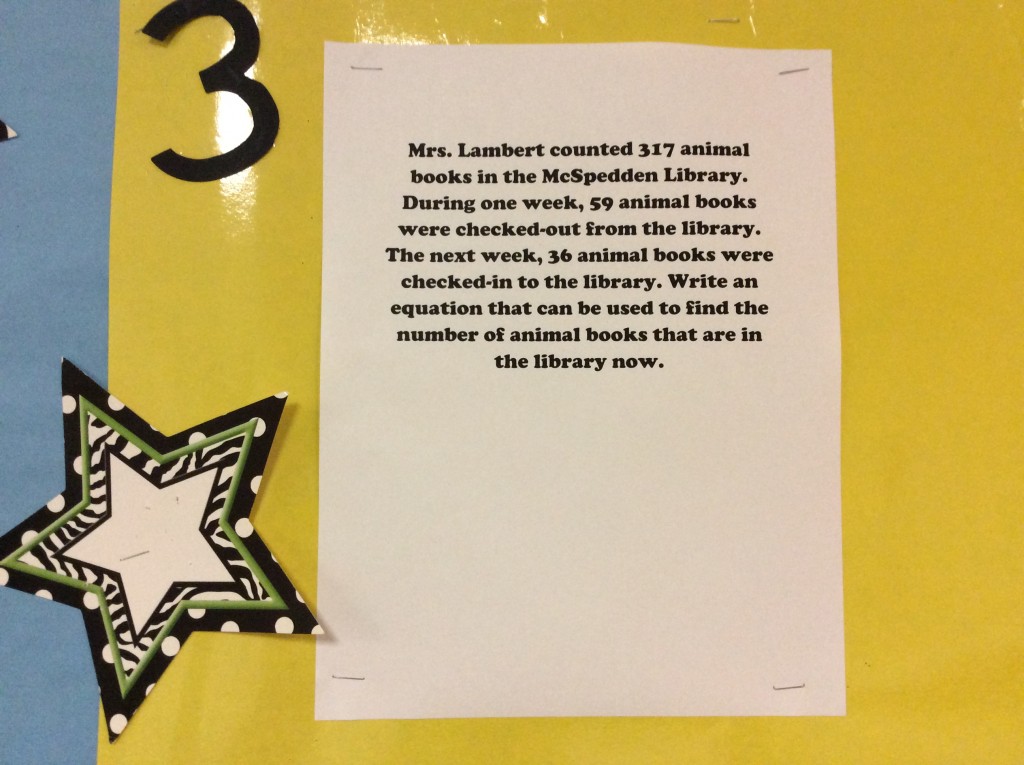 3
Mrs. Lambert counted 317 animal
books in the McSpedden Library.
During one week, 59 animal books
were checked-out from the library.
The next week, 36 animal books were
checked-in to the library. Write an
equation that can be used to find the
number of animal books that are in
the library now.